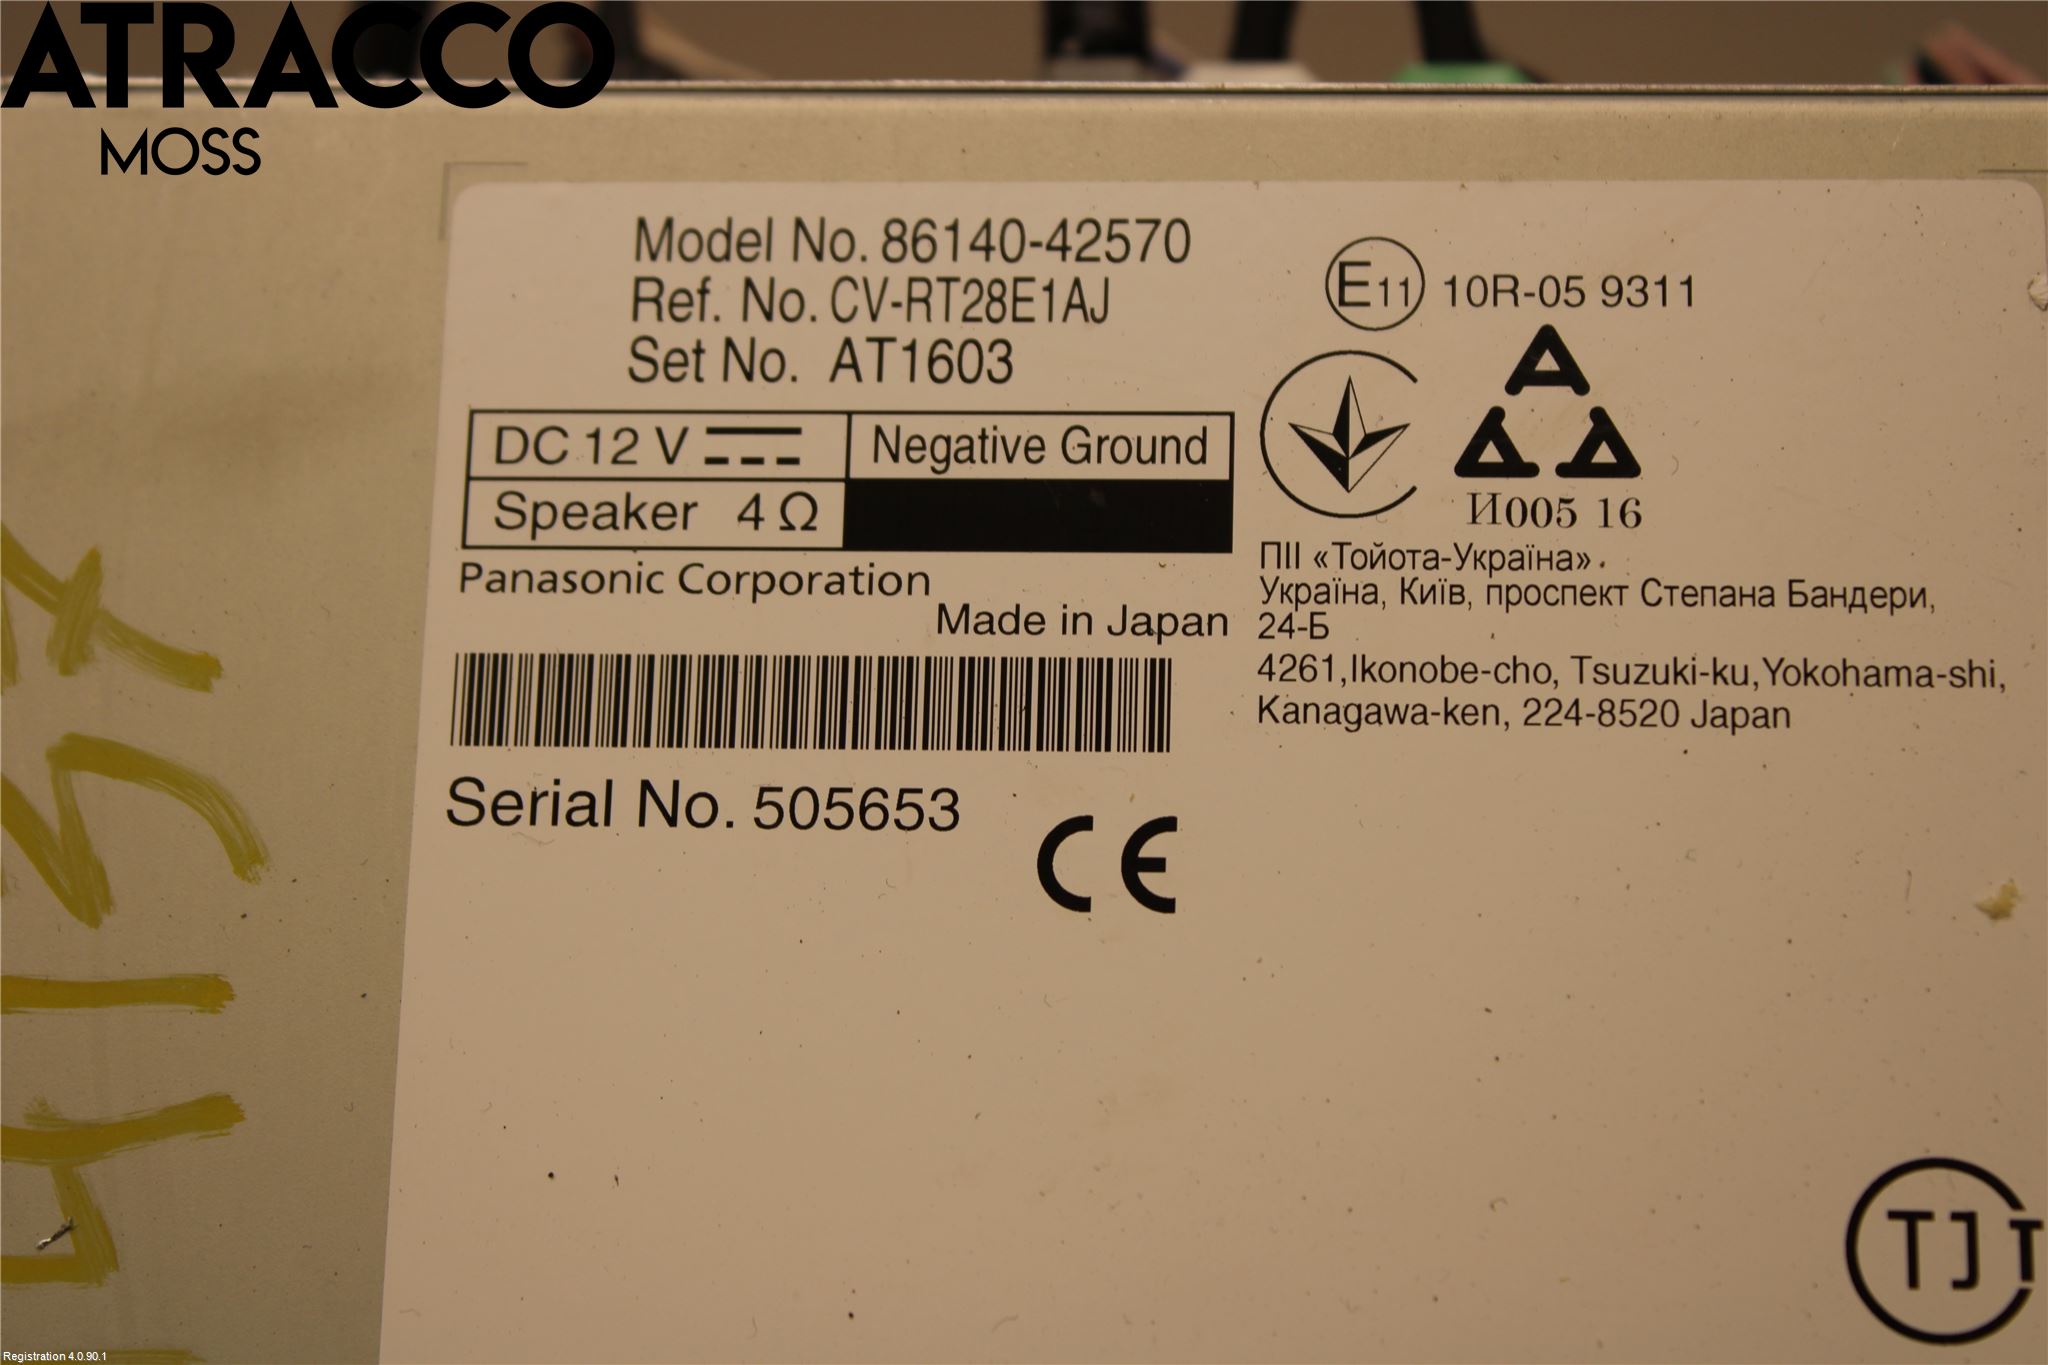 ATRACCO
MOSS
Model No. 86140-42570
Ref. No. CV-RT28E1AJ
Set No. AT1603
DC 12 V
Negative Ground
Speaker 4 Ω
Panasonic Corporation
Made in Japan
Serial No. 505653
CE
E11 10R-05 9311
И005 16
ПІІ «Тойота-Україна».
Україна, Київ, проспект Степана Бандери,
24-Б
4261,Ikonobe-cho, Tsuzuki-ku,Yokohama-shi,
Kanagawa-ken, 224-8520 Japan
Registration 4.0.90.1